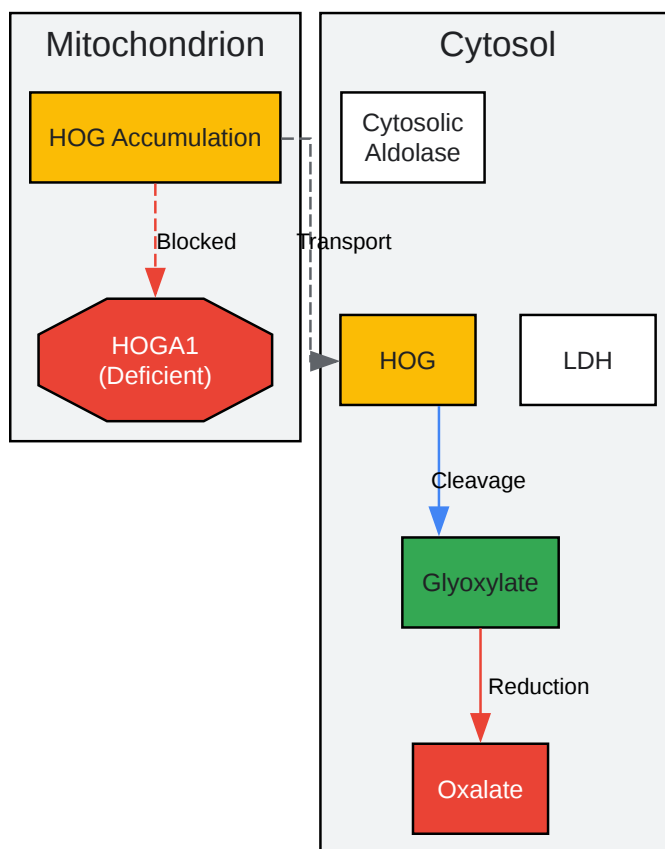 Mitochondrion
Cytosol
HOG Accumulation
Cytosolic
Aldolase
Blocked
Transport
HOGA1
(Deficient)
HOG
LDH
Cleavage
Glyoxylate
Reduction
Oxalate